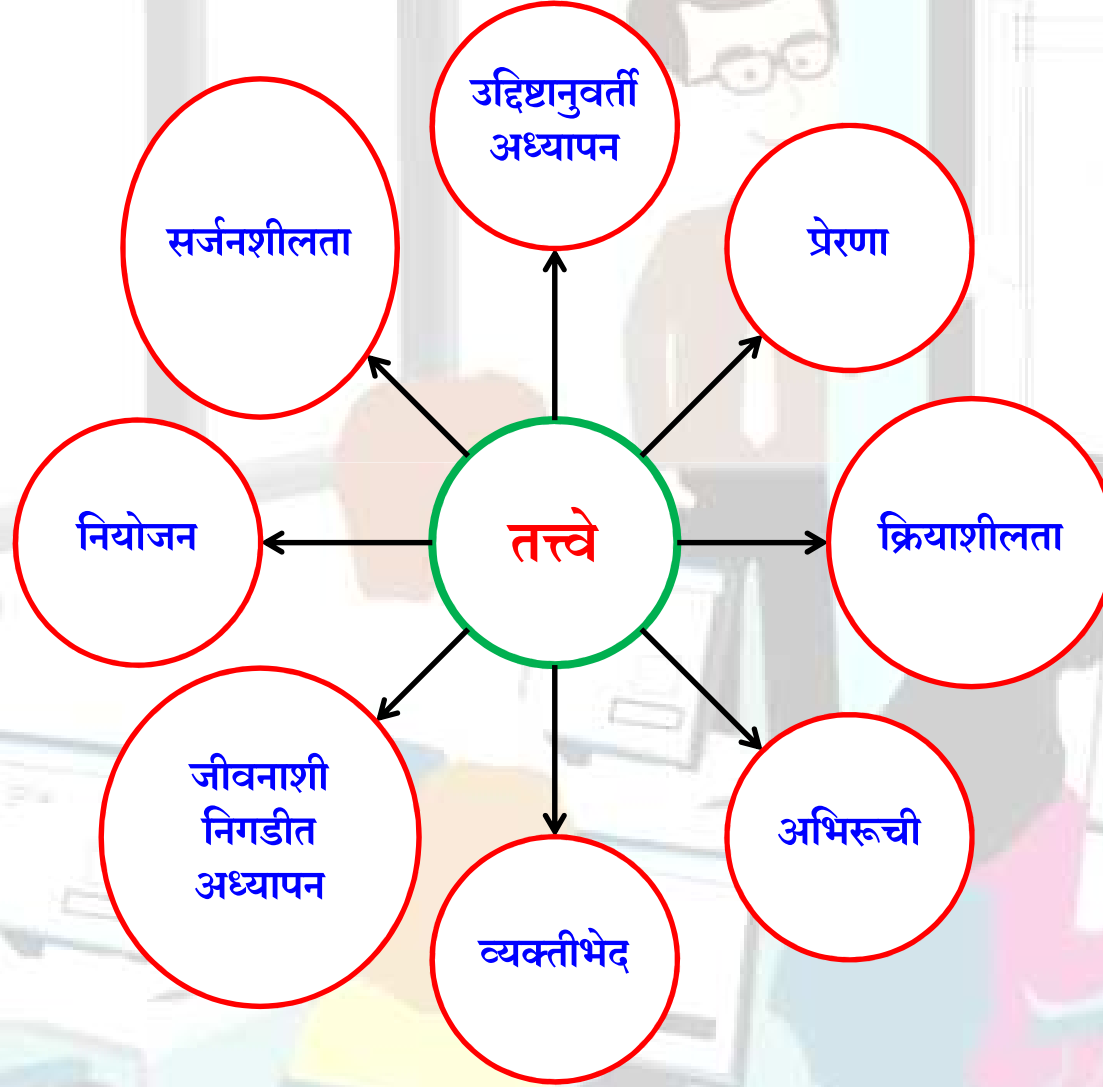 उद्दिष्टानुवर्ती
अध्यापन
प्रेरणा
क्रियाशीलता
अभिरूची
व्यक्तीभेद
जीवनाशी
निगडीत
अध्यापन
नियोजन
सर्जनशीलता
तत्त्वे